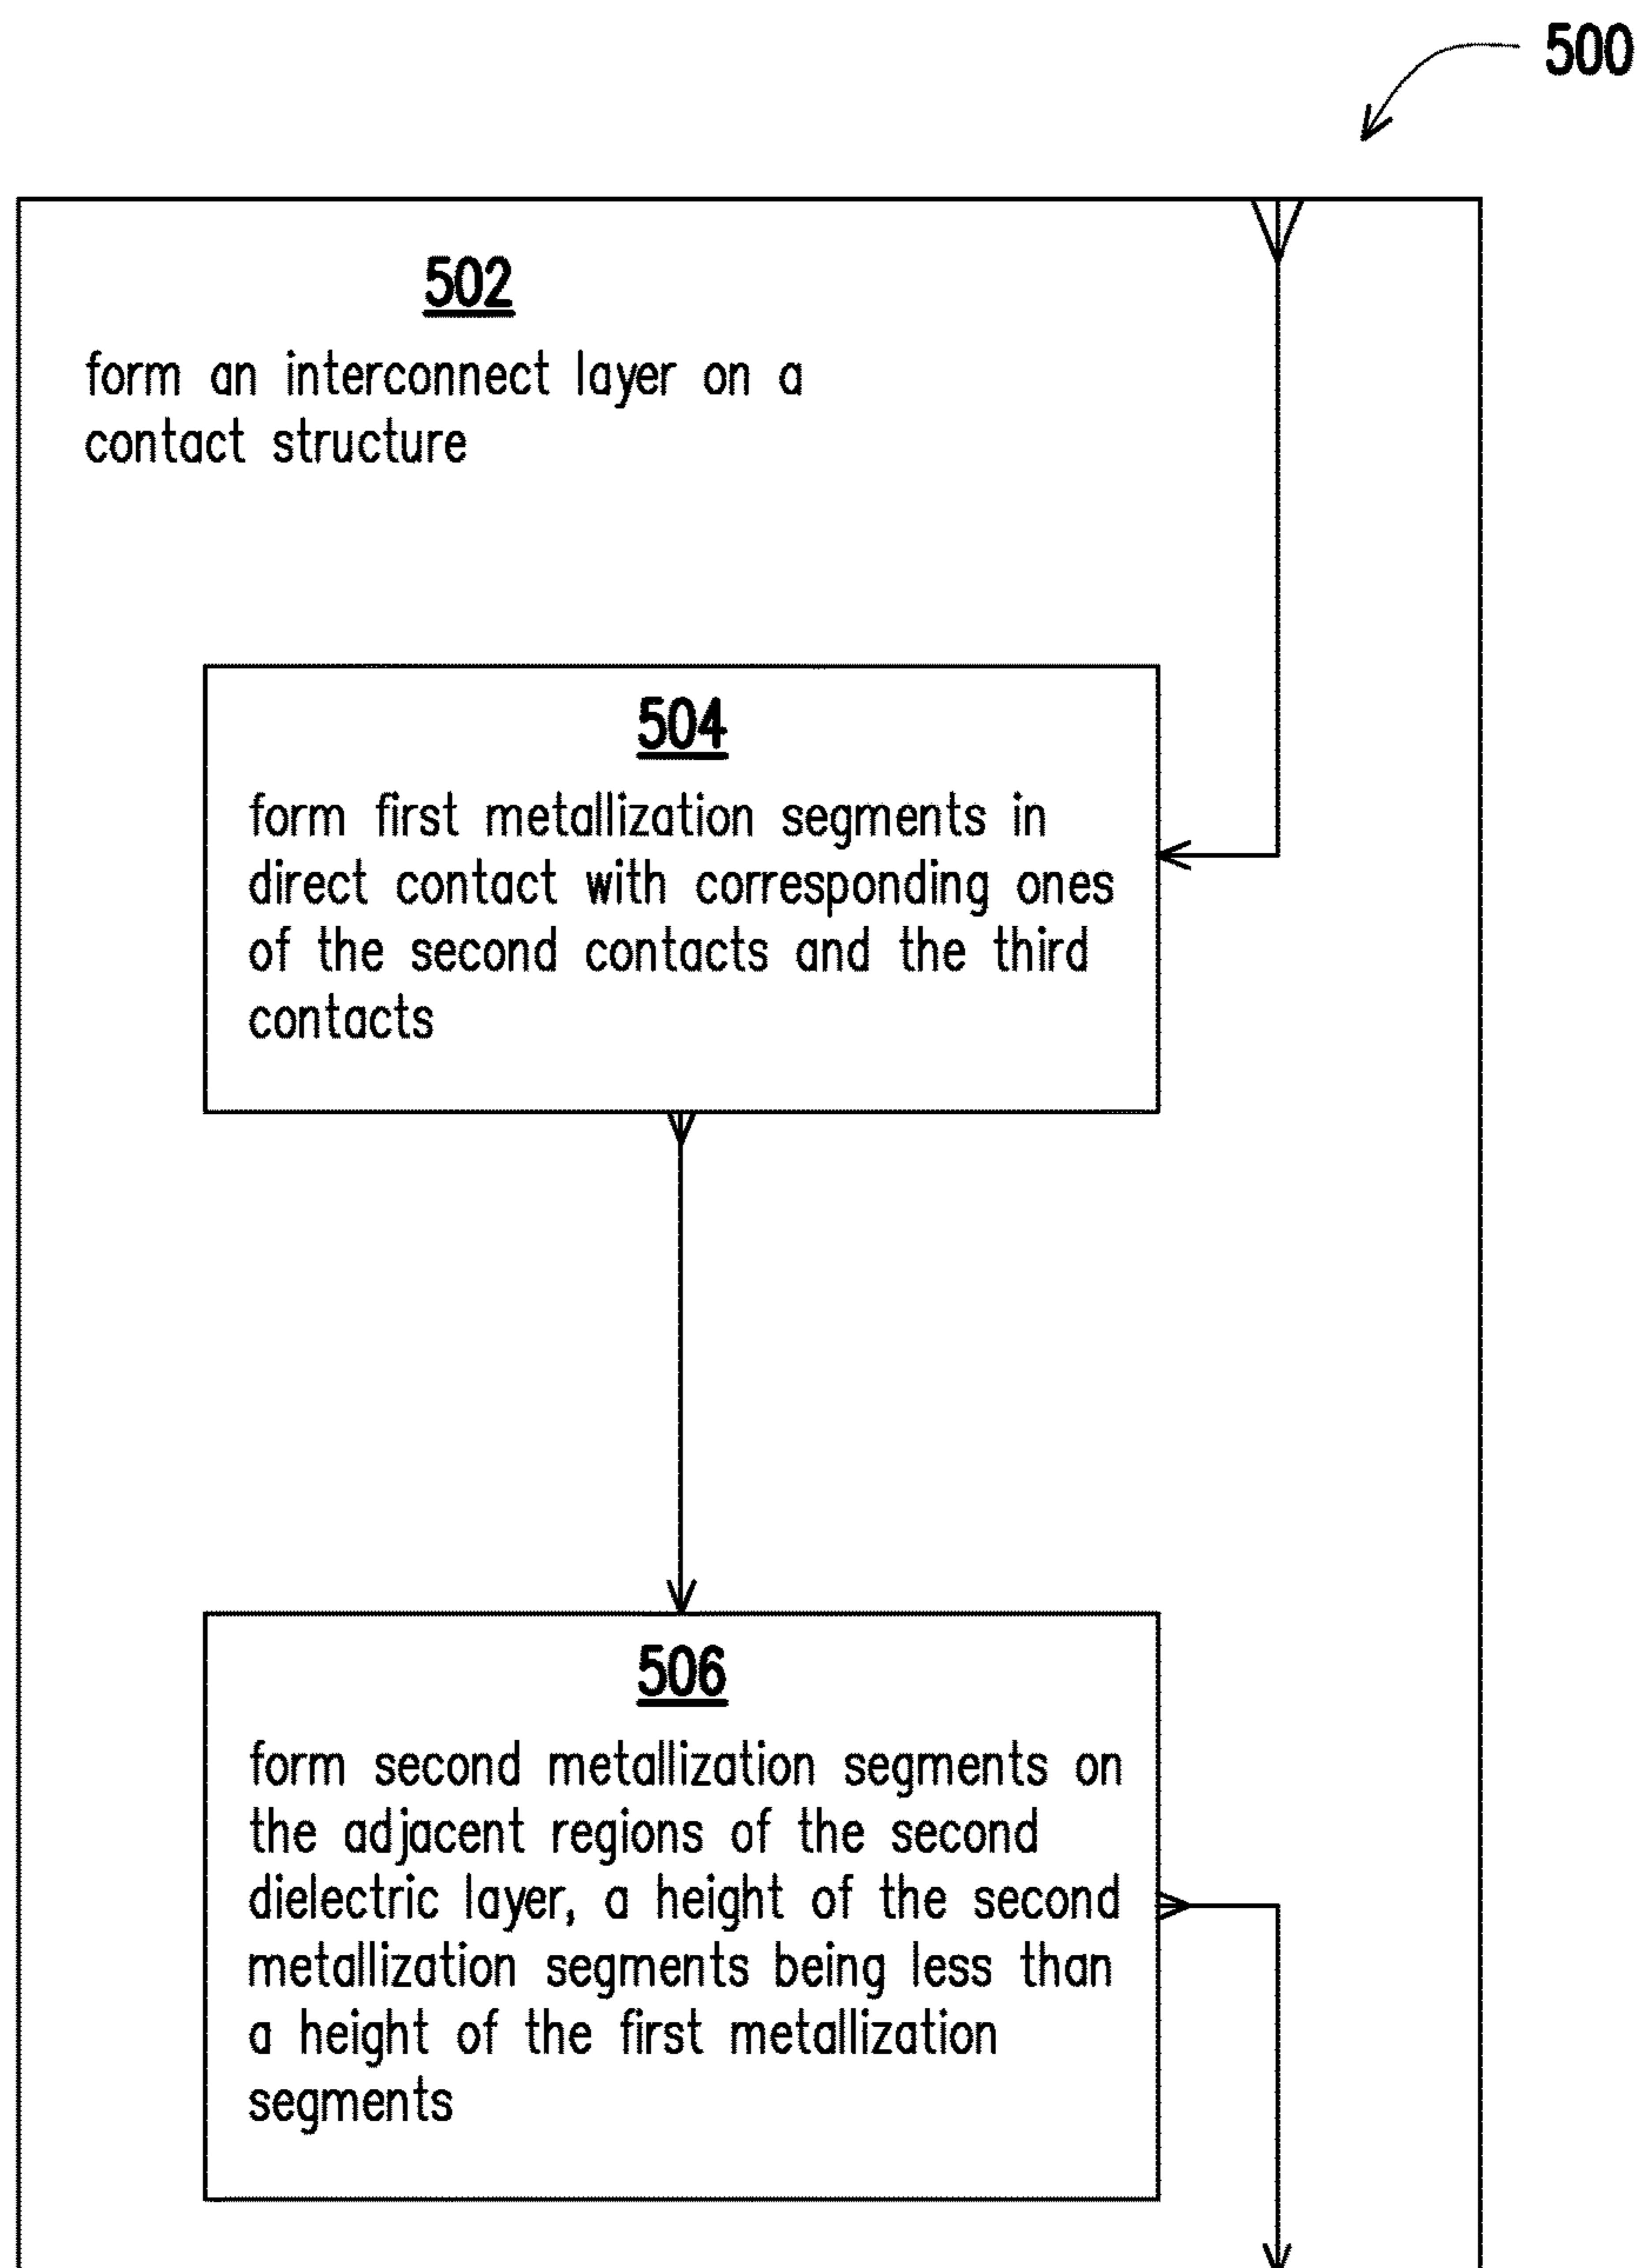 500
502
form an interconnect layer on a
contact structure
504
form first metallization segments in
direct contact with corresponding ones
of the second contacts and the third
contacts
506
form second metallization segments on
the adjacent regions of the second
dielectric layer, a height of the second
metallization segments being less than
a height of the first metallization
segments